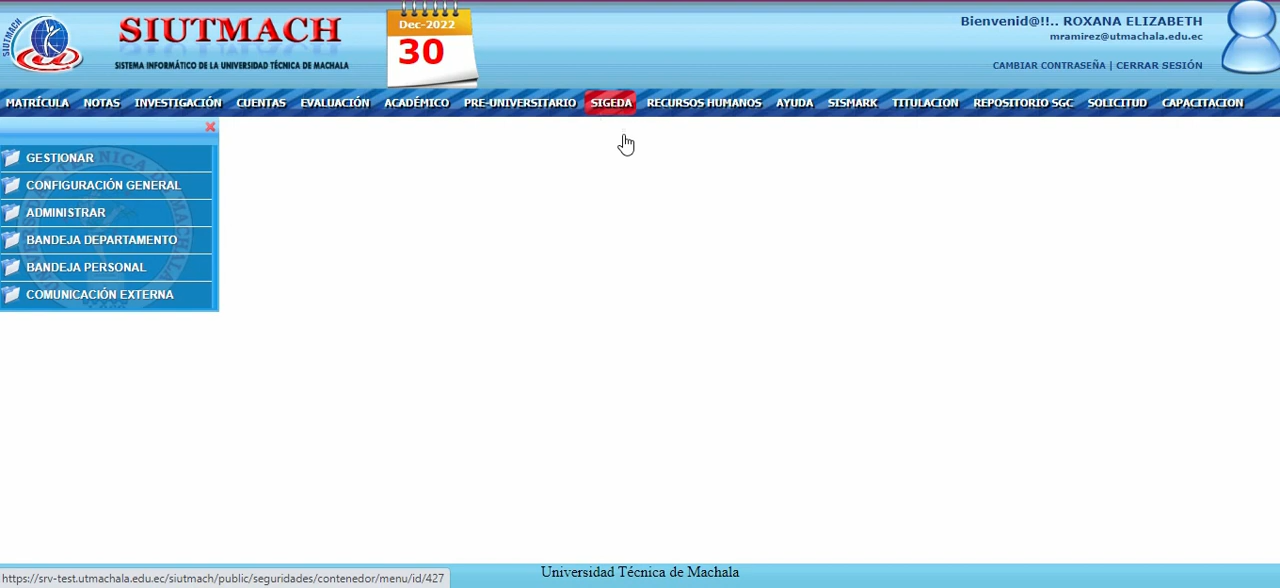 SIUTMACH
SIUTMACH
SISTEMA INFORMÁTICO DE LA UNIVERSIDAD TÉCNICA DE MACHALA
Dec-2022
30
Bienvenid@!!.. ROXANA ELIZABETH
mramirez@utmachala.edu.ec
CAMBIAR CONTRASEÑA | CERRAR SESIÓN
MATRÍCULA NOTAS INVESTIGACIÓN CUENTAS EVALUACIÓN ACADÉMICO PRE-UNIVERSITARIO SIGEDA RECURSOS HUMANOS AYUDA SISMARK TITULACION REPOSITORIO SGC SOLICITUD CAPACITACION
GESTIONAR
CONFIGURACIÓN GENERAL
ADMINISTRAR
BANDEJA DEPARTAMENTO
BANDEJA PERSONAL
COMUNICACIÓN EXTERNA
Universidad Técnica de Machala
https://srv-test.utmachala.edu.ec/siutmach/public/seguridades/contenedor/menu/id/427